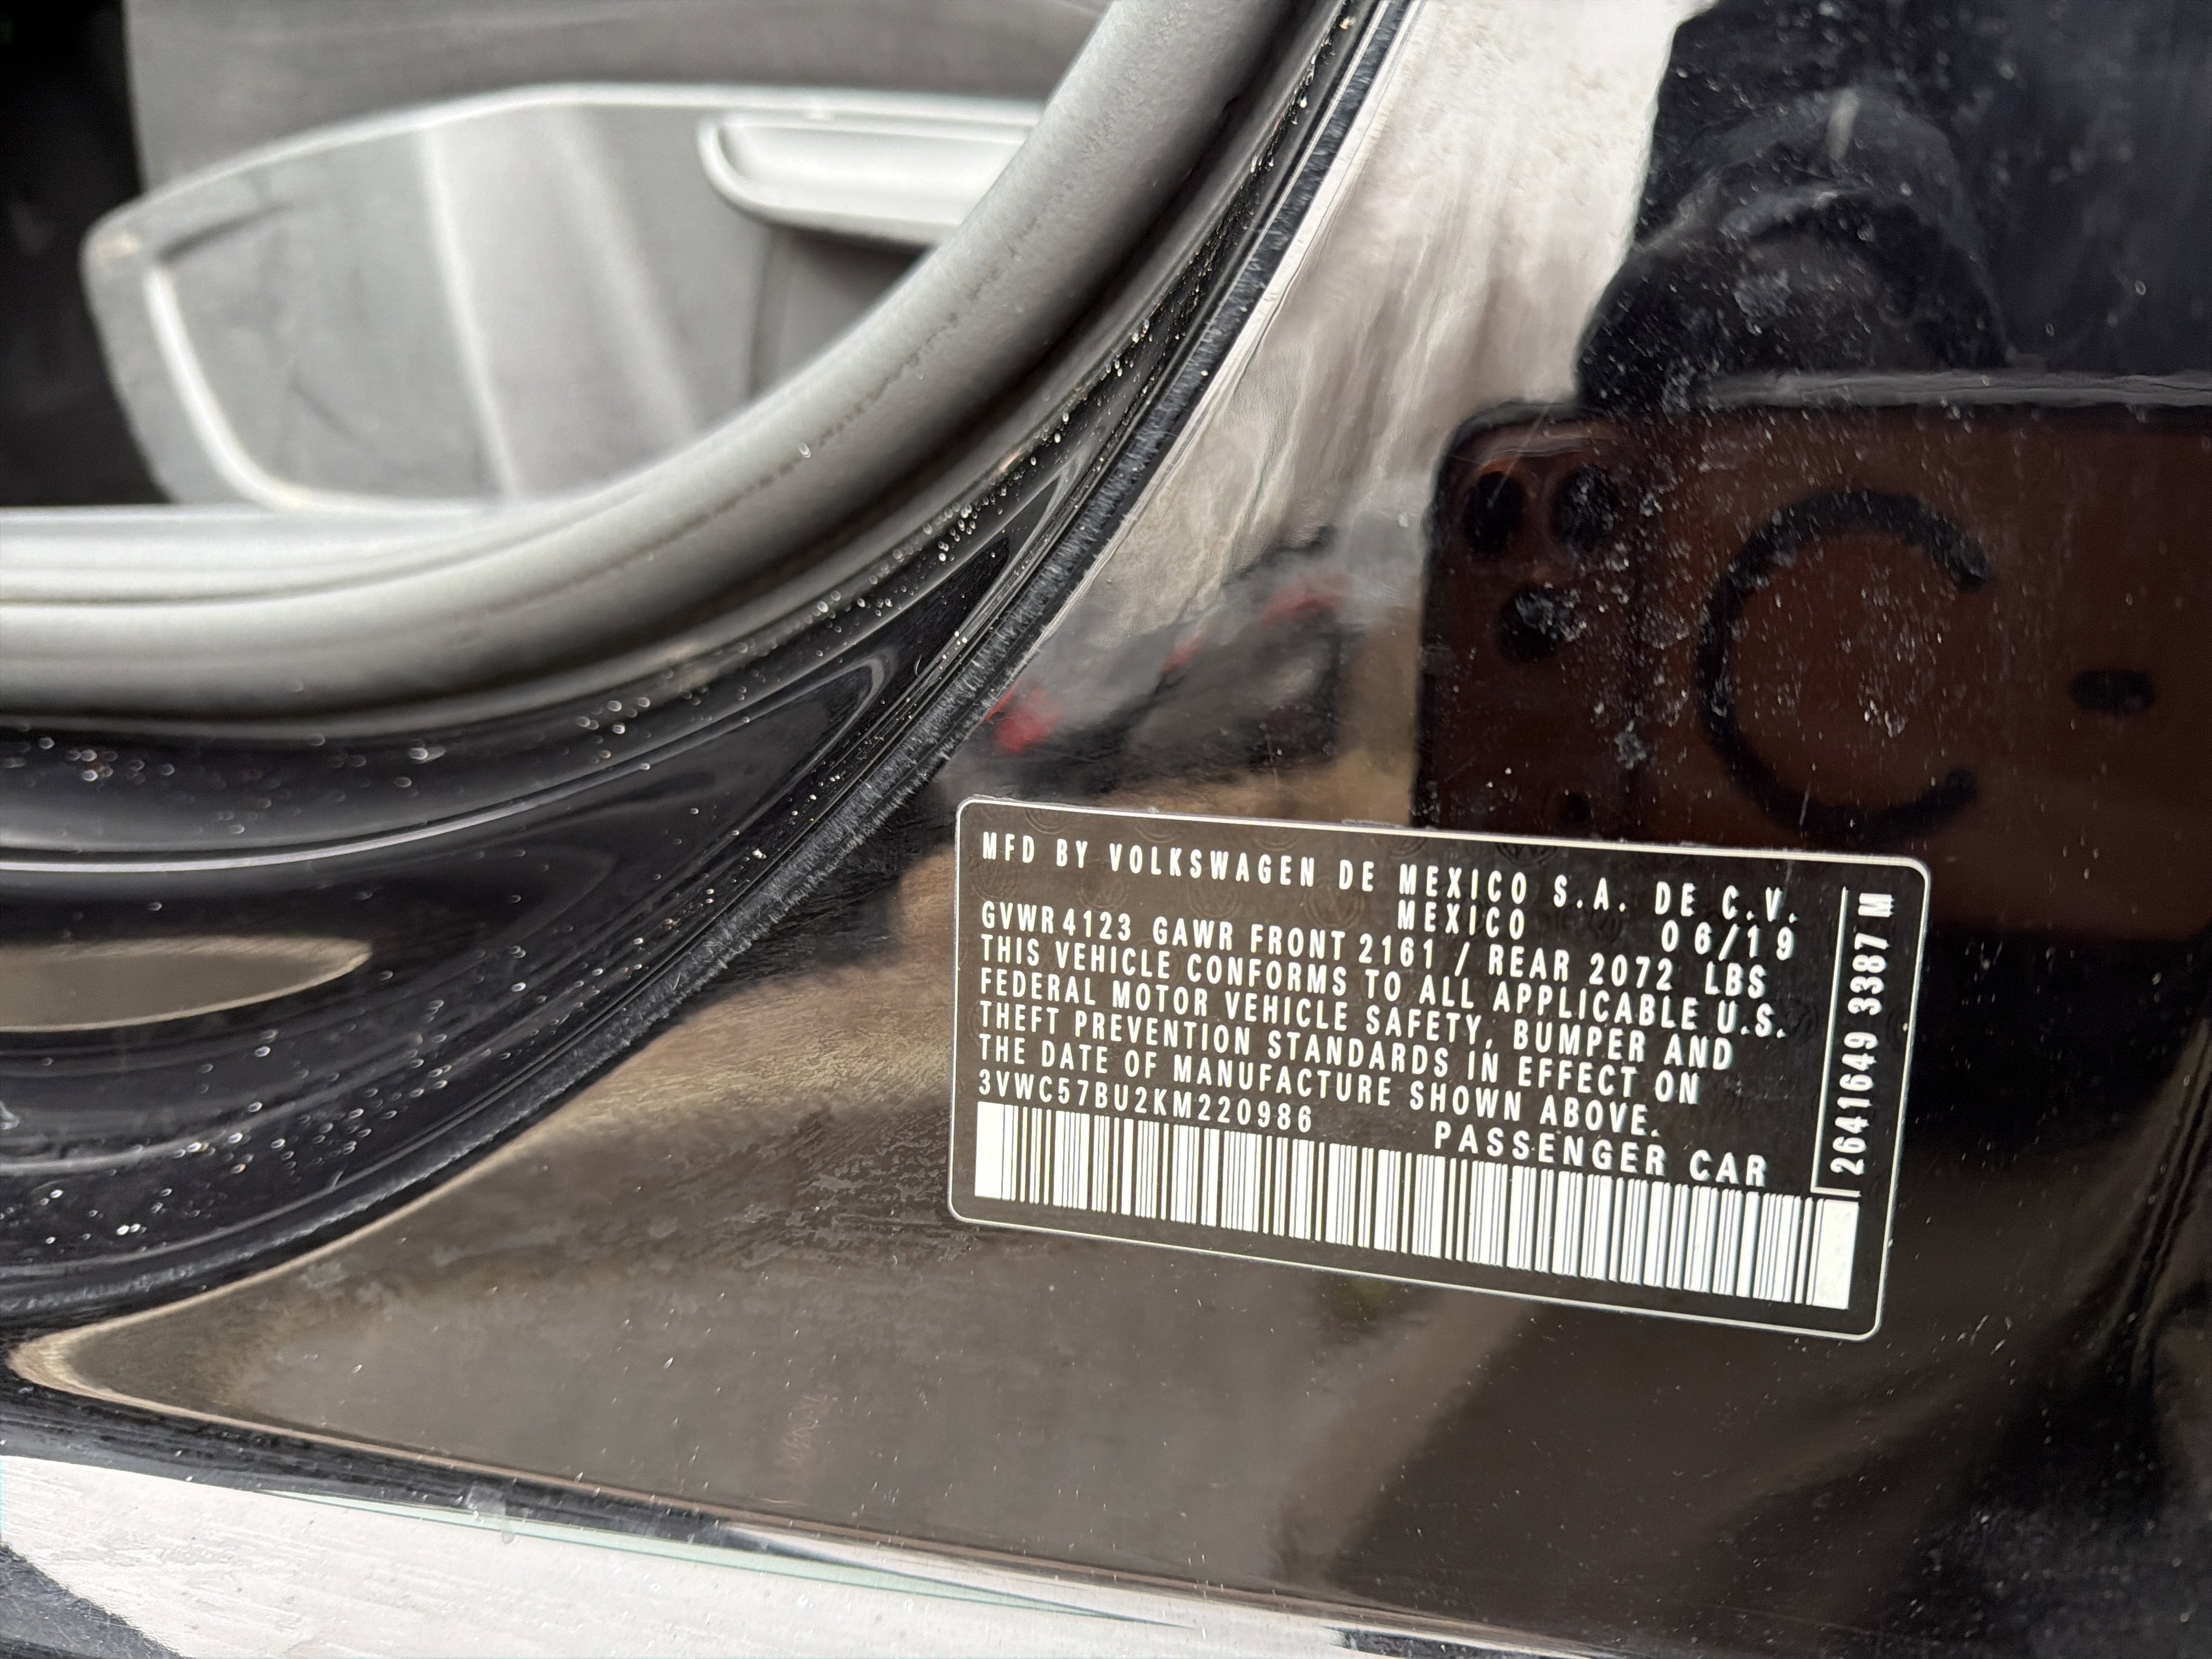 MFD BY VOLKSWAGEN DE MEXICO S.A. DE C.V.
MEXICO 06/19
GVWR 4123 GAWR FRONT 2161 / REAR 2072 LBS
THIS VEHICLE CONFORMS TO ALL APPLICABLE U.S.
FEDERAL MOTOR VEHICLE SAFETY, BUMPER AND
THEFT PREVENTION STANDARDS IN EFFECT ON
THE DATE OF MANUFACTURE SHOWN ABOVE.
3VWC57BU2KM220986 PASSENGER CAR
2641649 3387 M